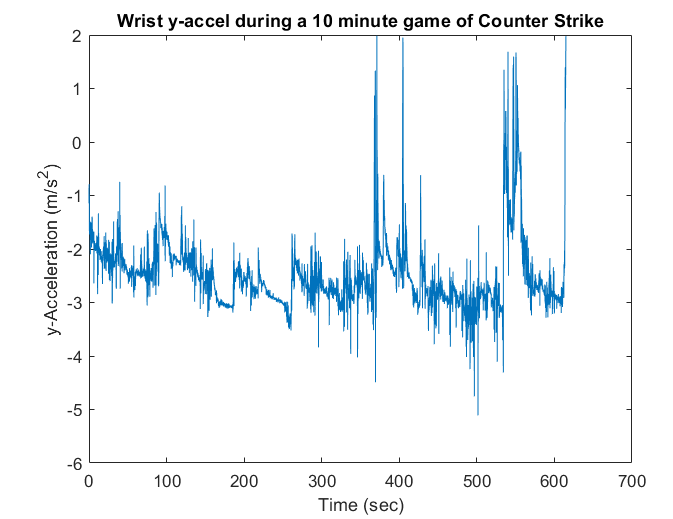 Wrist y-accel during a 10 minute game of Counter Strike
2
1
0
-1
-2
-3
-4
-5
-6
y-Acceleration (m/s²)
0 100 200 300 400 500 600 700
Time (sec)